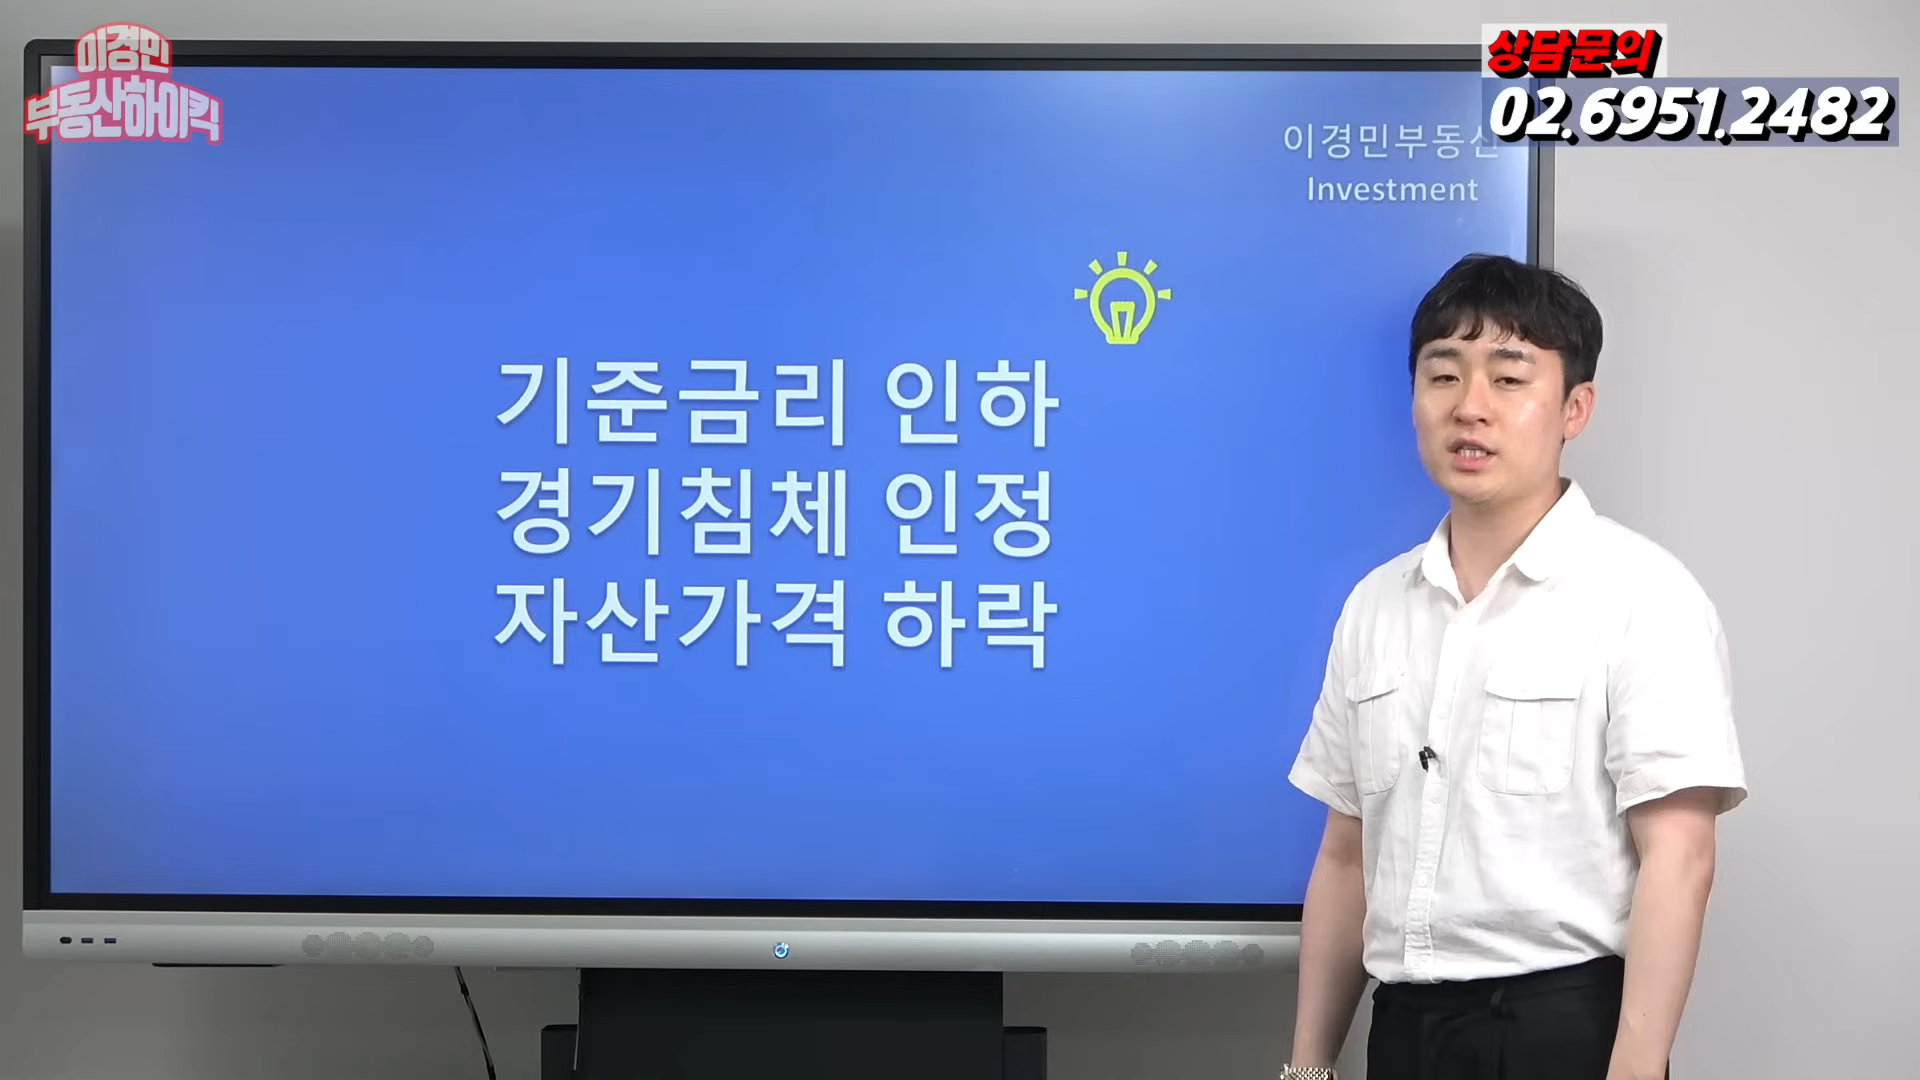 이경민
부동산하이킥
상담문의
02.6951.2482
이경민부동산
Investment
기준금리 인하
경기침체 인정
자산가격 하락